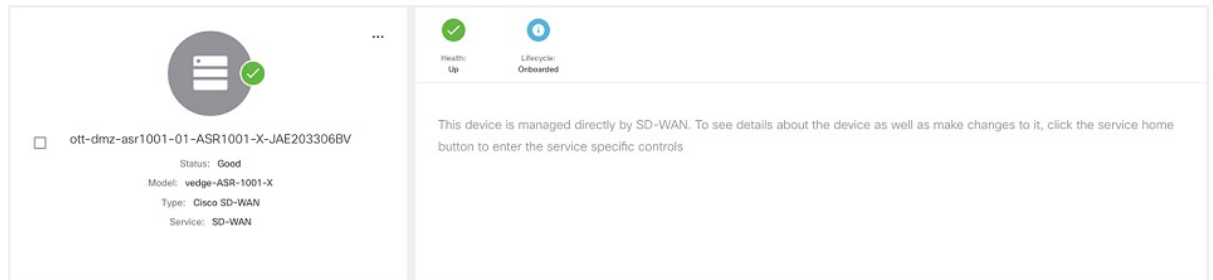 ...
ott-dmz-asr1001-01-ASR1001-X-JAE203306BV
Status: Good
Model: vedge-ASR-1001-X
Type: Cisco SD-WAN
Service: SD-WAN
Health:
Up
Lifecycle:
Onboarded
This device is managed directly by SD-WAN. To see details about the device as well as make changes to it, click the service home
button to enter the service specific controls